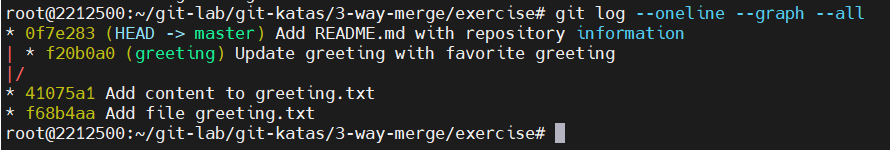 root@2212500:~/git-lab/git-katas/3-way-merge/exercise# git log --oneline --graph --all
* 0f7e283 (HEAD -> master) Add README.md with repository information
| * f20b0a0 (greeting) Update greeting with favorite greeting
|/
* 41075a1 Add content to greeting.txt
* f68b4aa Add file greeting.txt
root@2212500:~/git-lab/git-katas/3-way-merge/exercise#